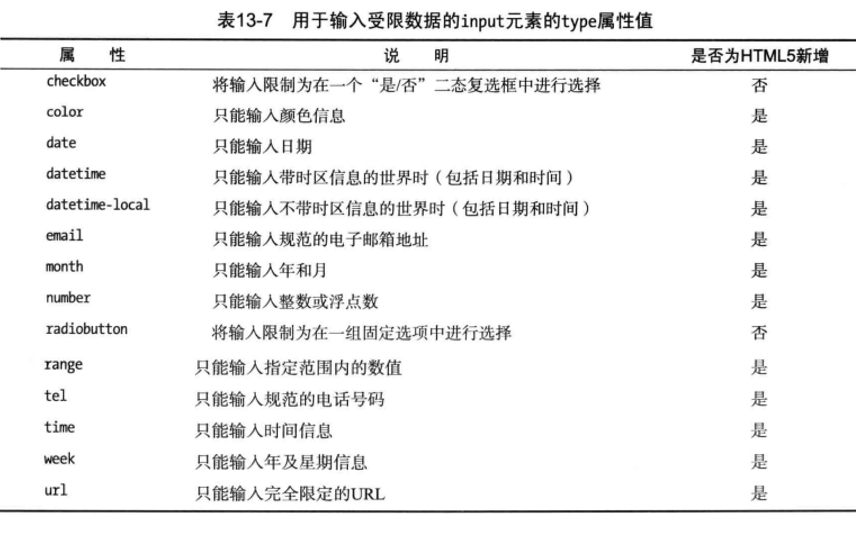 表13-7 用于输入受限数据的input元素的type属性值
属 性 说 明 是否为HTML5新增
checkbox 将输入限制为在一个“是/否”二态复选框中进行选择 否
color 只能输入颜色信息 是
date 只能输入日期 是
datetime 只能输入带时区信息的世界时（包括日期和时间） 是
datetime-local 只能输入不带时区信息的世界时（包括日期和时间） 是
email 只能输入规范的电子邮箱地址 是
month 只能输入年和月 是
number 只能输入整数或浮点数 是
radiobutton 将输入限制为在一组固定选项中进行选择 否
range 只能输入指定范围内的数值 是
tel 只能输入规范的电话号码 是
time 只能输入时间信息 是
week 只能输入年及星期信息 是
url 只能输入完全限定的URL 是